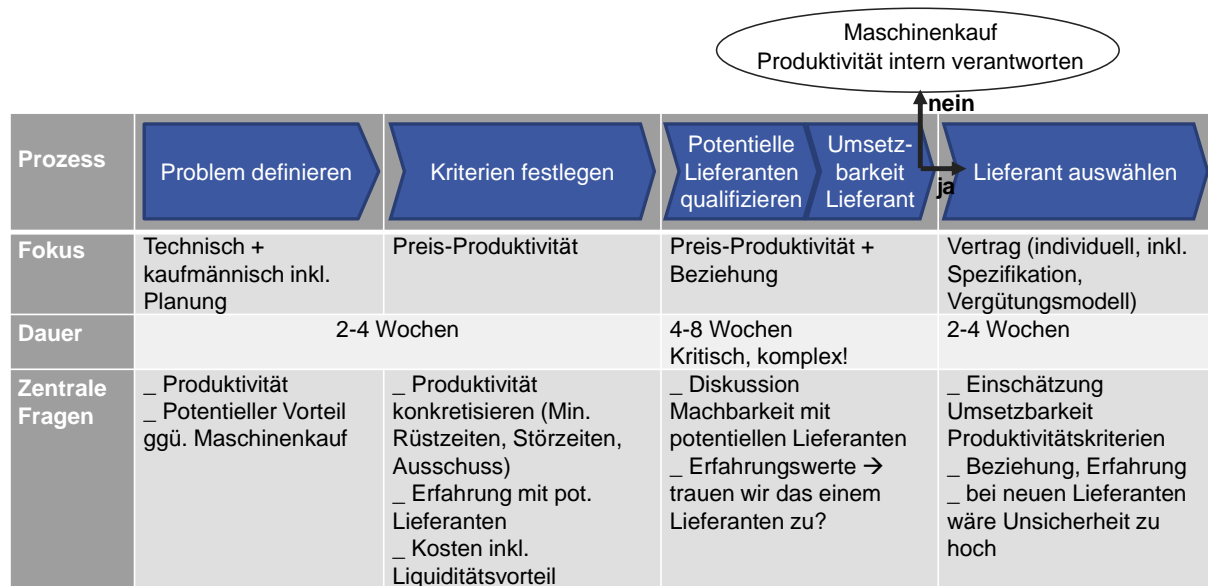 Maschinenkauf
Produktivität intern verantworten
nein
Prozess
Problem definieren
Kriterien festlegen
Potentielle
Lieferanten
qualifizieren
Umsetz-
barkeit
Lieferant
ja
Lieferant auswählen
Fokus
Technisch +
kaufmännisch inkl.
Planung
Preis-Produktivität
Preis-Produktivität +
Beziehung
Vertrag (individuell, inkl.
Spezifikation,
Vergütungsmodell)
Dauer
2-4 Wochen
4-8 Wochen
Kritisch, komplex!
2-4 Wochen
Zentrale
Fragen
_ Produktivität
_ Potentieller Vorteil
ggü. Maschinenkauf
_ Produktivität
konkretisieren (Min.
Rüstzeiten, Störzeiten,
Ausschuss)
_ Erfahrung mit pot.
Lieferanten
_ Kosten inkl.
Liquiditätsvorteil
_ Diskussion
Machbarkeit mit
potentiellen Lieferanten
_ Erfahrungswerte →
trauen wir das einem
Lieferanten zu?
_ Einschätzung
Umsetzbarkeit
Produktivitätskriterien
_ Beziehung, Erfahrung
_ bei neuen Lieferanten
wäre Unsicherheit zu
hoch